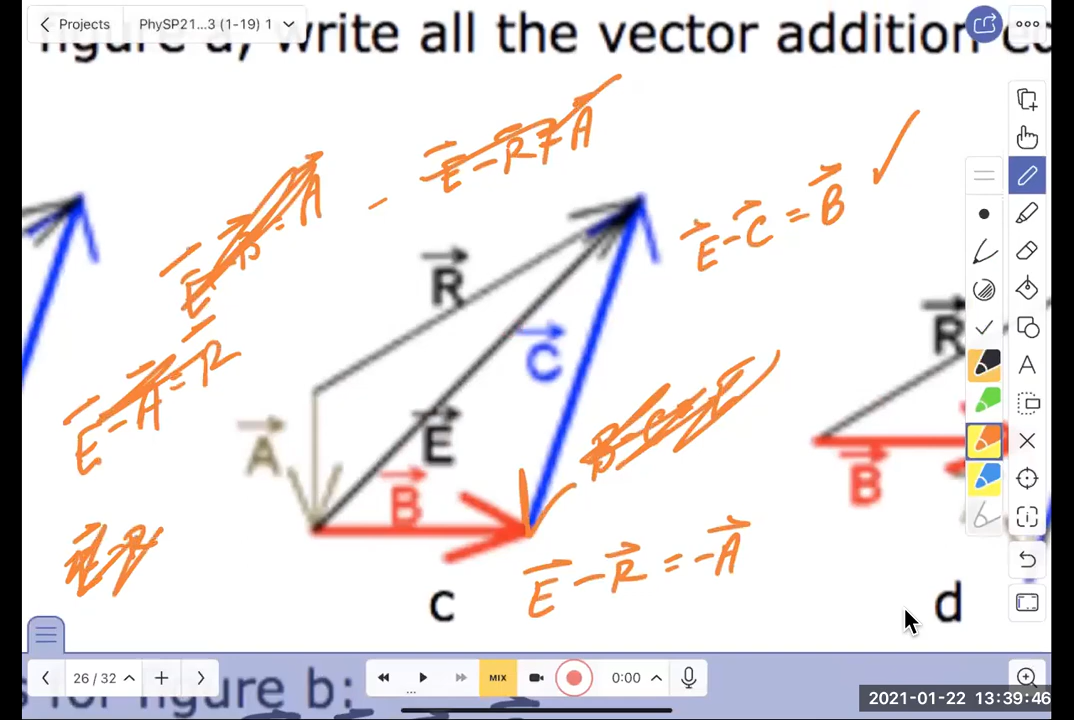 Projects
PhySP21...3 (1-19) 1
figure a, write all the vector addition
E - R ≠ A
E - C = B
R
C
E - A = R
A
E
B
R
B
E - R = -A
c
d
26 / 32
MIX
0:00
s for figure b:
2021-01-22 13:39:46